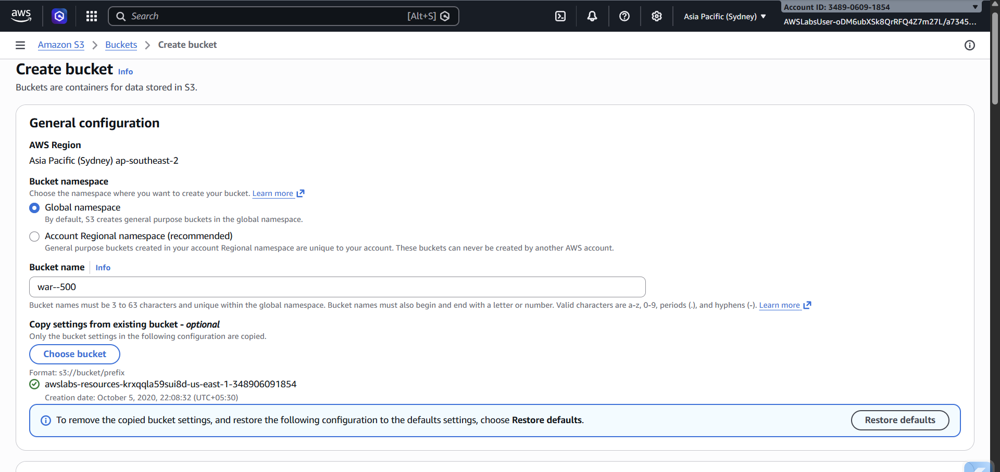 aws
Search [Alt+S]
Asia Pacific (Sydney)
Account ID: 3489-0609-1854
AWSLabsUser-oDM6ubXSk8QrRFQ4Z7m27L/a7345...
Amazon S3 Buckets Create bucket
Create bucket Info
Buckets are containers for data stored in S3.
General configuration
AWS Region
Asia Pacific (Sydney) ap-southeast-2
Bucket namespace
Choose the namespace where you want to create your bucket. Learn more
Global namespace
By default, S3 creates general purpose buckets in the global namespace.
Account Regional namespace (recommended)
General purpose buckets created in your account Regional namespace are unique to your account. These buckets can never be created by another AWS account.
Bucket name Info
war--500
Bucket names must be 3 to 63 characters and unique within the global namespace. Bucket names must also begin and end with a letter or number. Valid characters are a-z, 0-9, periods (.), and hyphens (-). Learn more
Copy settings from existing bucket - optional
Only the bucket settings in the following configuration are copied.
Choose bucket
Format: s3://bucket/prefix
awslabs-resources-krxqqla59sui8d-us-east-1-348906091854
Creation date: October 5, 2020, 22:08:32 (UTC+05:30)
To remove the copied bucket settings, and restore the following configuration to the defaults settings, choose Restore defaults.
Restore defaults